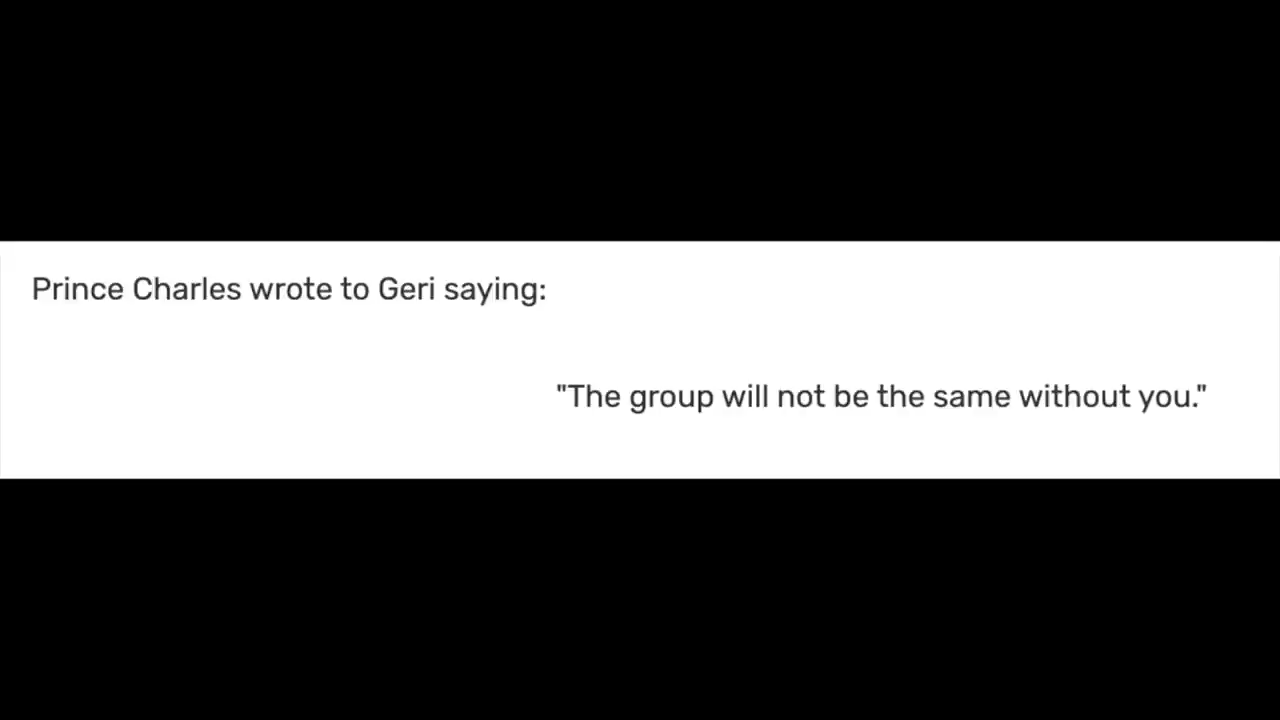 Prince Charles wrote to Geri saying:
"The group will not be the same without you."